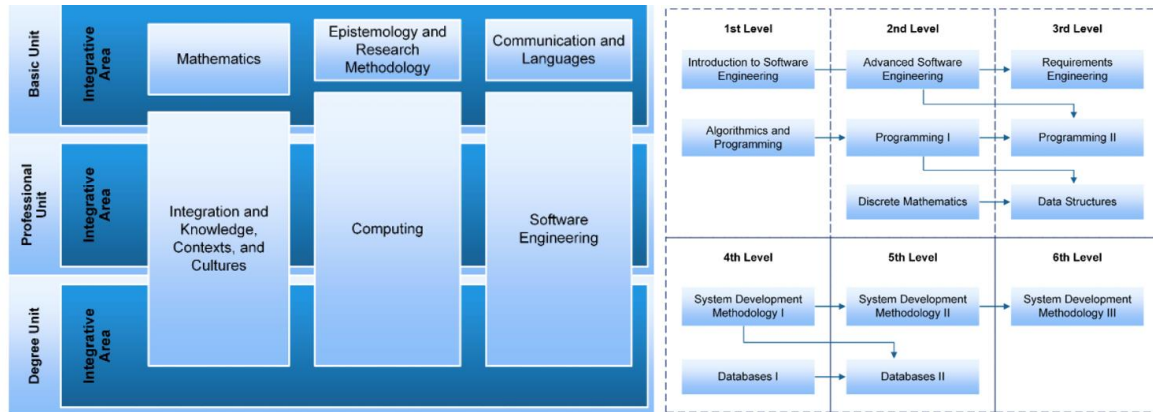 Basic Unit
Integrative
Area
Mathematics
Epistemology and
Research
Methodology
Communication and
Languages
Professional
Unit
Integrative
Area
Integration and
Knowledge,
Contexts, and
Cultures
Computing
Software
Engineering
Degree Unit
Integrative
Area
1st Level
2nd Level
3rd Level
Introduction to Software
Engineering
Advanced Software
Engineering
Requirements
Engineering
Algorithmics and
Programming
Programming I
Programming II
Discrete Mathematics
Data Structures
4th Level
5th Level
6th Level
System Development
Methodology I
System Development
Methodology II
System Development
Methodology III
Databases I
Databases II